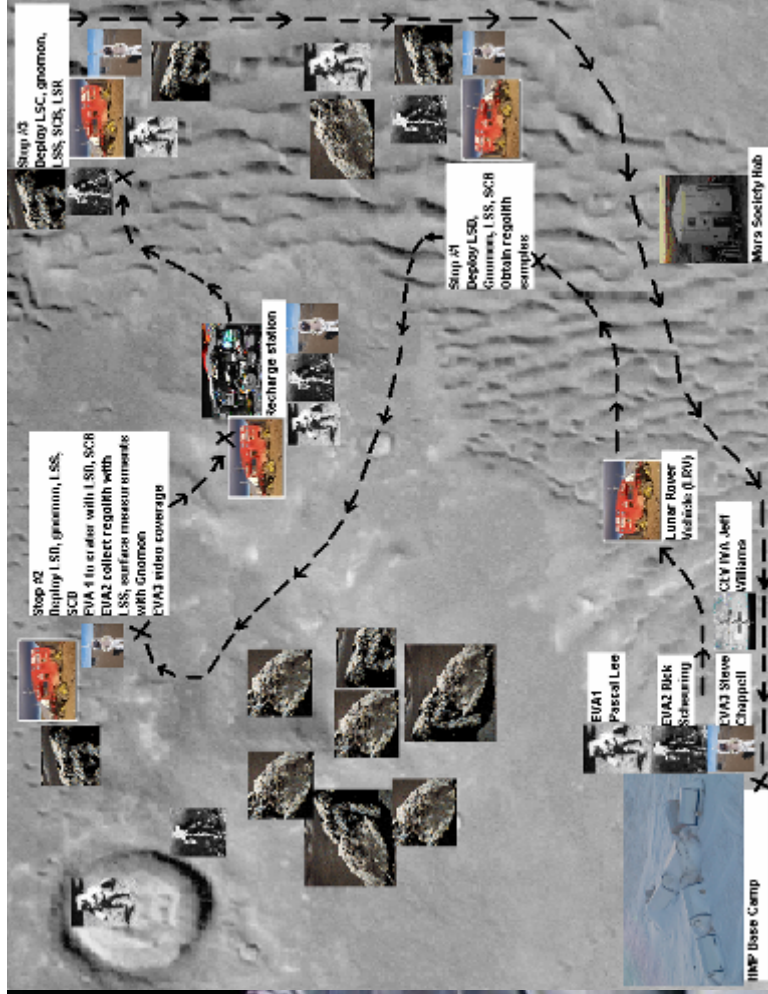 Stop #3
Deploy LSC, gnomon,
LSS, SCB, LSR
Stop #1
Deploy LSD,
Gnomon, LSS, SCB
Obtain regolith
samples
Mars Society Hab
Recharge station
Stop #2
Deploy LSD, gnomon, LSS,
SCB
EVA 1 to crater with LSD, SCB
EVA2 collect regolith with
LSS, surface measurements
with Gnomon
EVA3 video coverage
Lunar Rover
Vehicle (LRV)
EVA1
Pascal Lee
EVA2 Rick
Scheuring
EVA3 Steve
Chappell
CEV IVA Jeff
Williams
HMP Base Camp